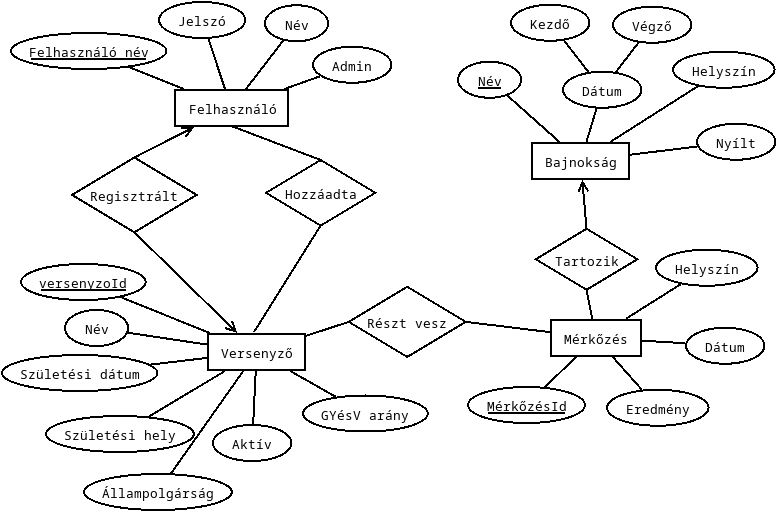 Jelszó
Név
Felhasználó név
Admin
Felhasználó
Kezdő
Végző
Név
Dátum
Helyszín
Nyílt
Bajnokság
Regisztrált
Hozzáadta
Tartozik
Helyszín
versenyzoId
Név
Versenyző
Részt vesz
Mérkőzés
Dátum
Születési dátum
MérkőzésId
Eredmény
GYésV arány
Születési hely
Aktív
Állampolgárság